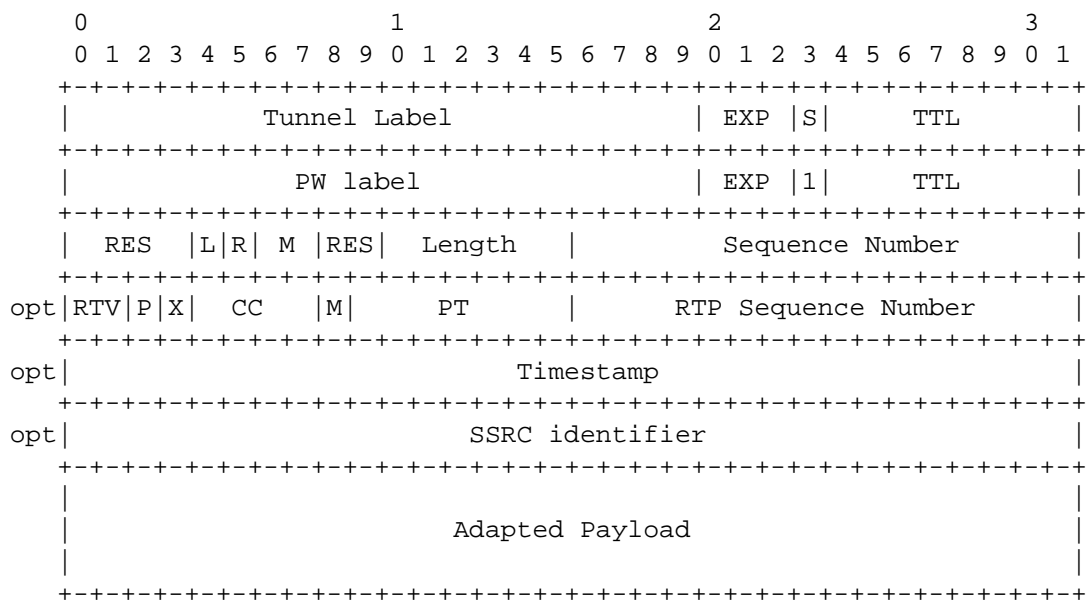 0                   1                   2                   3
    0 1 2 3 4 5 6 7 8 9 0 1 2 3 4 5 6 7 8 9 0 1 2 3 4 5 6 7 8 9 0 1
   +-+-+-+-+-+-+-+-+-+-+-+-+-+-+-+-+-+-+-+-+-+-+-+-+-+-+-+-+-+-+-+-+
   |            Tunnel Label               | EXP |S|     TTL       |
   +-+-+-+-+-+-+-+-+-+-+-+-+-+-+-+-+-+-+-+-+-+-+-+-+-+-+-+-+-+-+-+-+
   |              PW label                 | EXP |1|     TTL       |
   +-+-+-+-+-+-+-+-+-+-+-+-+-+-+-+-+-+-+-+-+-+-+-+-+-+-+-+-+-+-+-+-+
   |  RES  |L|R| M |RES|  Length   |         Sequence Number       |
   +-+-+-+-+-+-+-+-+-+-+-+-+-+-+-+-+-+-+-+-+-+-+-+-+-+-+-+-+-+-+-+-+
opt|RTV|P|X|  CC   |M|     PT      |      RTP Sequence Number      |
   +-+-+-+-+-+-+-+-+-+-+-+-+-+-+-+-+-+-+-+-+-+-+-+-+-+-+-+-+-+-+-+-+
opt|                            Timestamp                          |
   +-+-+-+-+-+-+-+-+-+-+-+-+-+-+-+-+-+-+-+-+-+-+-+-+-+-+-+-+-+-+-+-+
opt|                         SSRC identifier                       |
   +-+-+-+-+-+-+-+-+-+-+-+-+-+-+-+-+-+-+-+-+-+-+-+-+-+-+-+-+-+-+-+-+
   |                                                               |
   |                        Adapted Payload                        |
   |                                                               |
   +-+-+-+-+-+-+-+-+-+-+-+-+-+-+-+-+-+-+-+-+-+-+-+-+-+-+-+-+-+-+-+-+